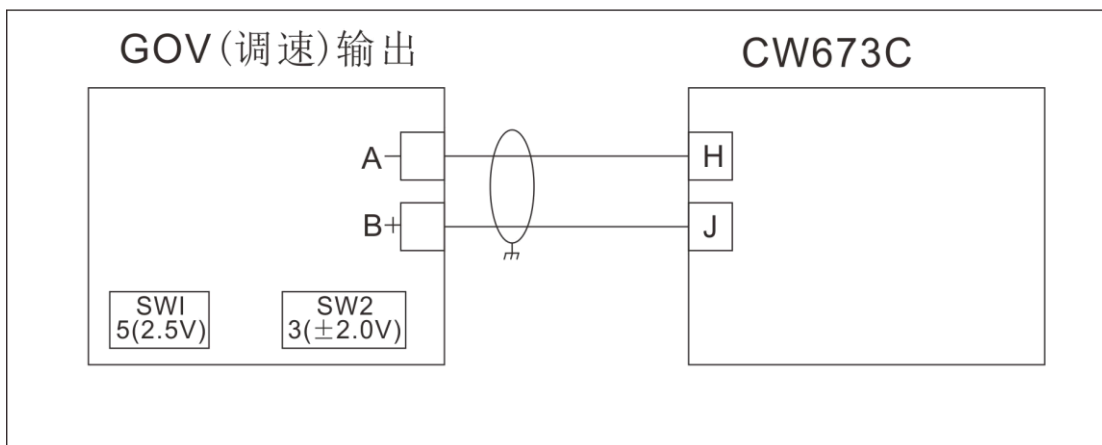 GOV(调速)输出
CW673C
A-
H
B+
J
SWI
5(2.5V)
SW2
3(±2.0V)